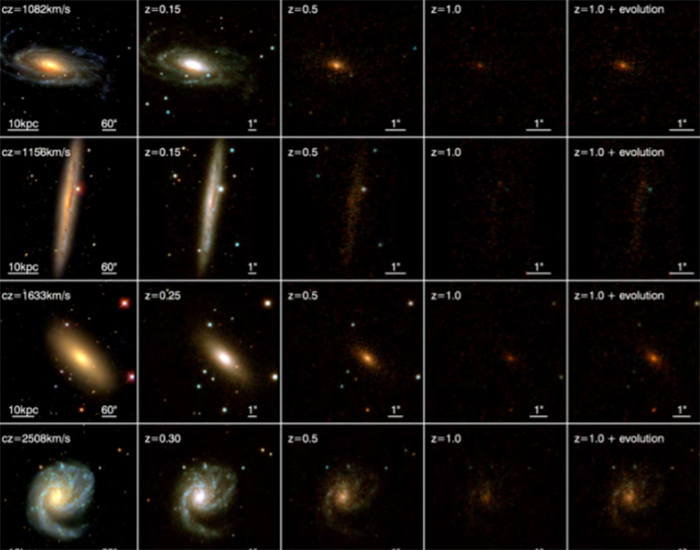 cz=1082km/s z=0.15 z=0.5 z=1.0 z=1.0 + evolution
10kpc 60" 1" 1" 1" 1"
cz=1156km/s z=0.15 z=0.5 z=1.0 z=1.0 + evolution
10kpc 60" 1" 1" 1" 1"
cz=1633km/s z=0.25 z=0.5 z=1.0 z=1.0 + evolution
10kpc 60" 1" 1" 1" 1"
cz=2508km/s z=0.30 z=0.5 z=1.0 z=1.0 + evolution